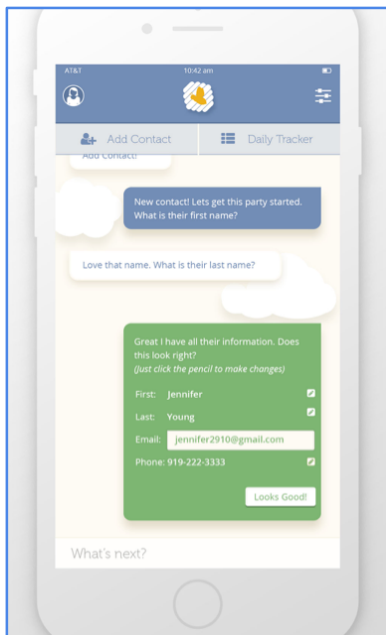 AT&T 10:42 am
Add Contact Daily Tracker
Add Contact!
New contact! Lets get this party started.
What is their first name?
Love that name. What is their last name?
Great I have all their information. Does
this look right?
(Just click the pencil to make changes)
First: Jennifer
Last: Young
Email: jennifer2910@gmail.com
Phone: 919-222-3333
Looks Good!
What's next?